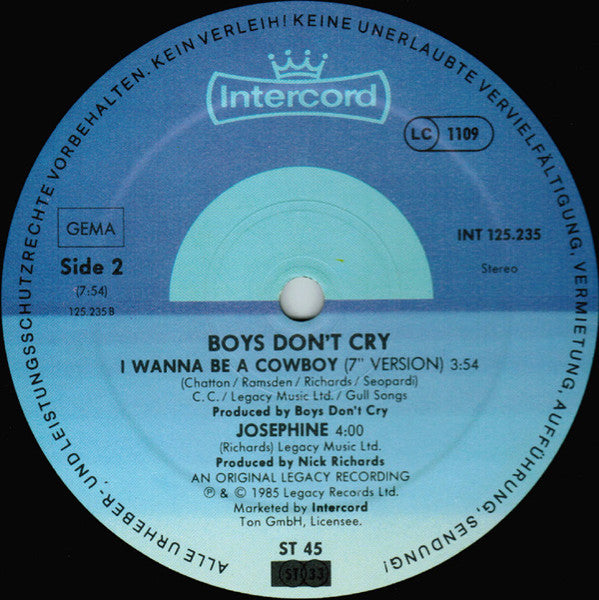 ALLE URHEBER- UND LEISTUNGSSCHUTZRECHTE VORBEHALTEN. KEIN VERLEIH! KEINE UNERLAUBTE VERVIELFÄLTIGUNG, VERMIETUNG, AUFFÜHRUNG, SENDUNG!
Intercord
LC 1109
GEMA
INT 125.235
Side 2
Stereo
(7:54)
125.235 B
BOYS DON'T CRY
I WANNA BE A COWBOY (7" VERSION) 3:54
(Chatton / Ramsden / Richards / Seopardi)
C. C. / Legacy Music Ltd. / Gull Songs
Produced by Boys Don't Cry
JOSEPHINE 4:00
(Richards) Legacy Music Ltd.
Produced by Nick Richards
AN ORIGINAL LEGACY RECORDING
℗ & © 1985 Legacy Records Ltd.
Marketed by Intercord
Ton GmbH, Licensee.
ST 45
ST 33